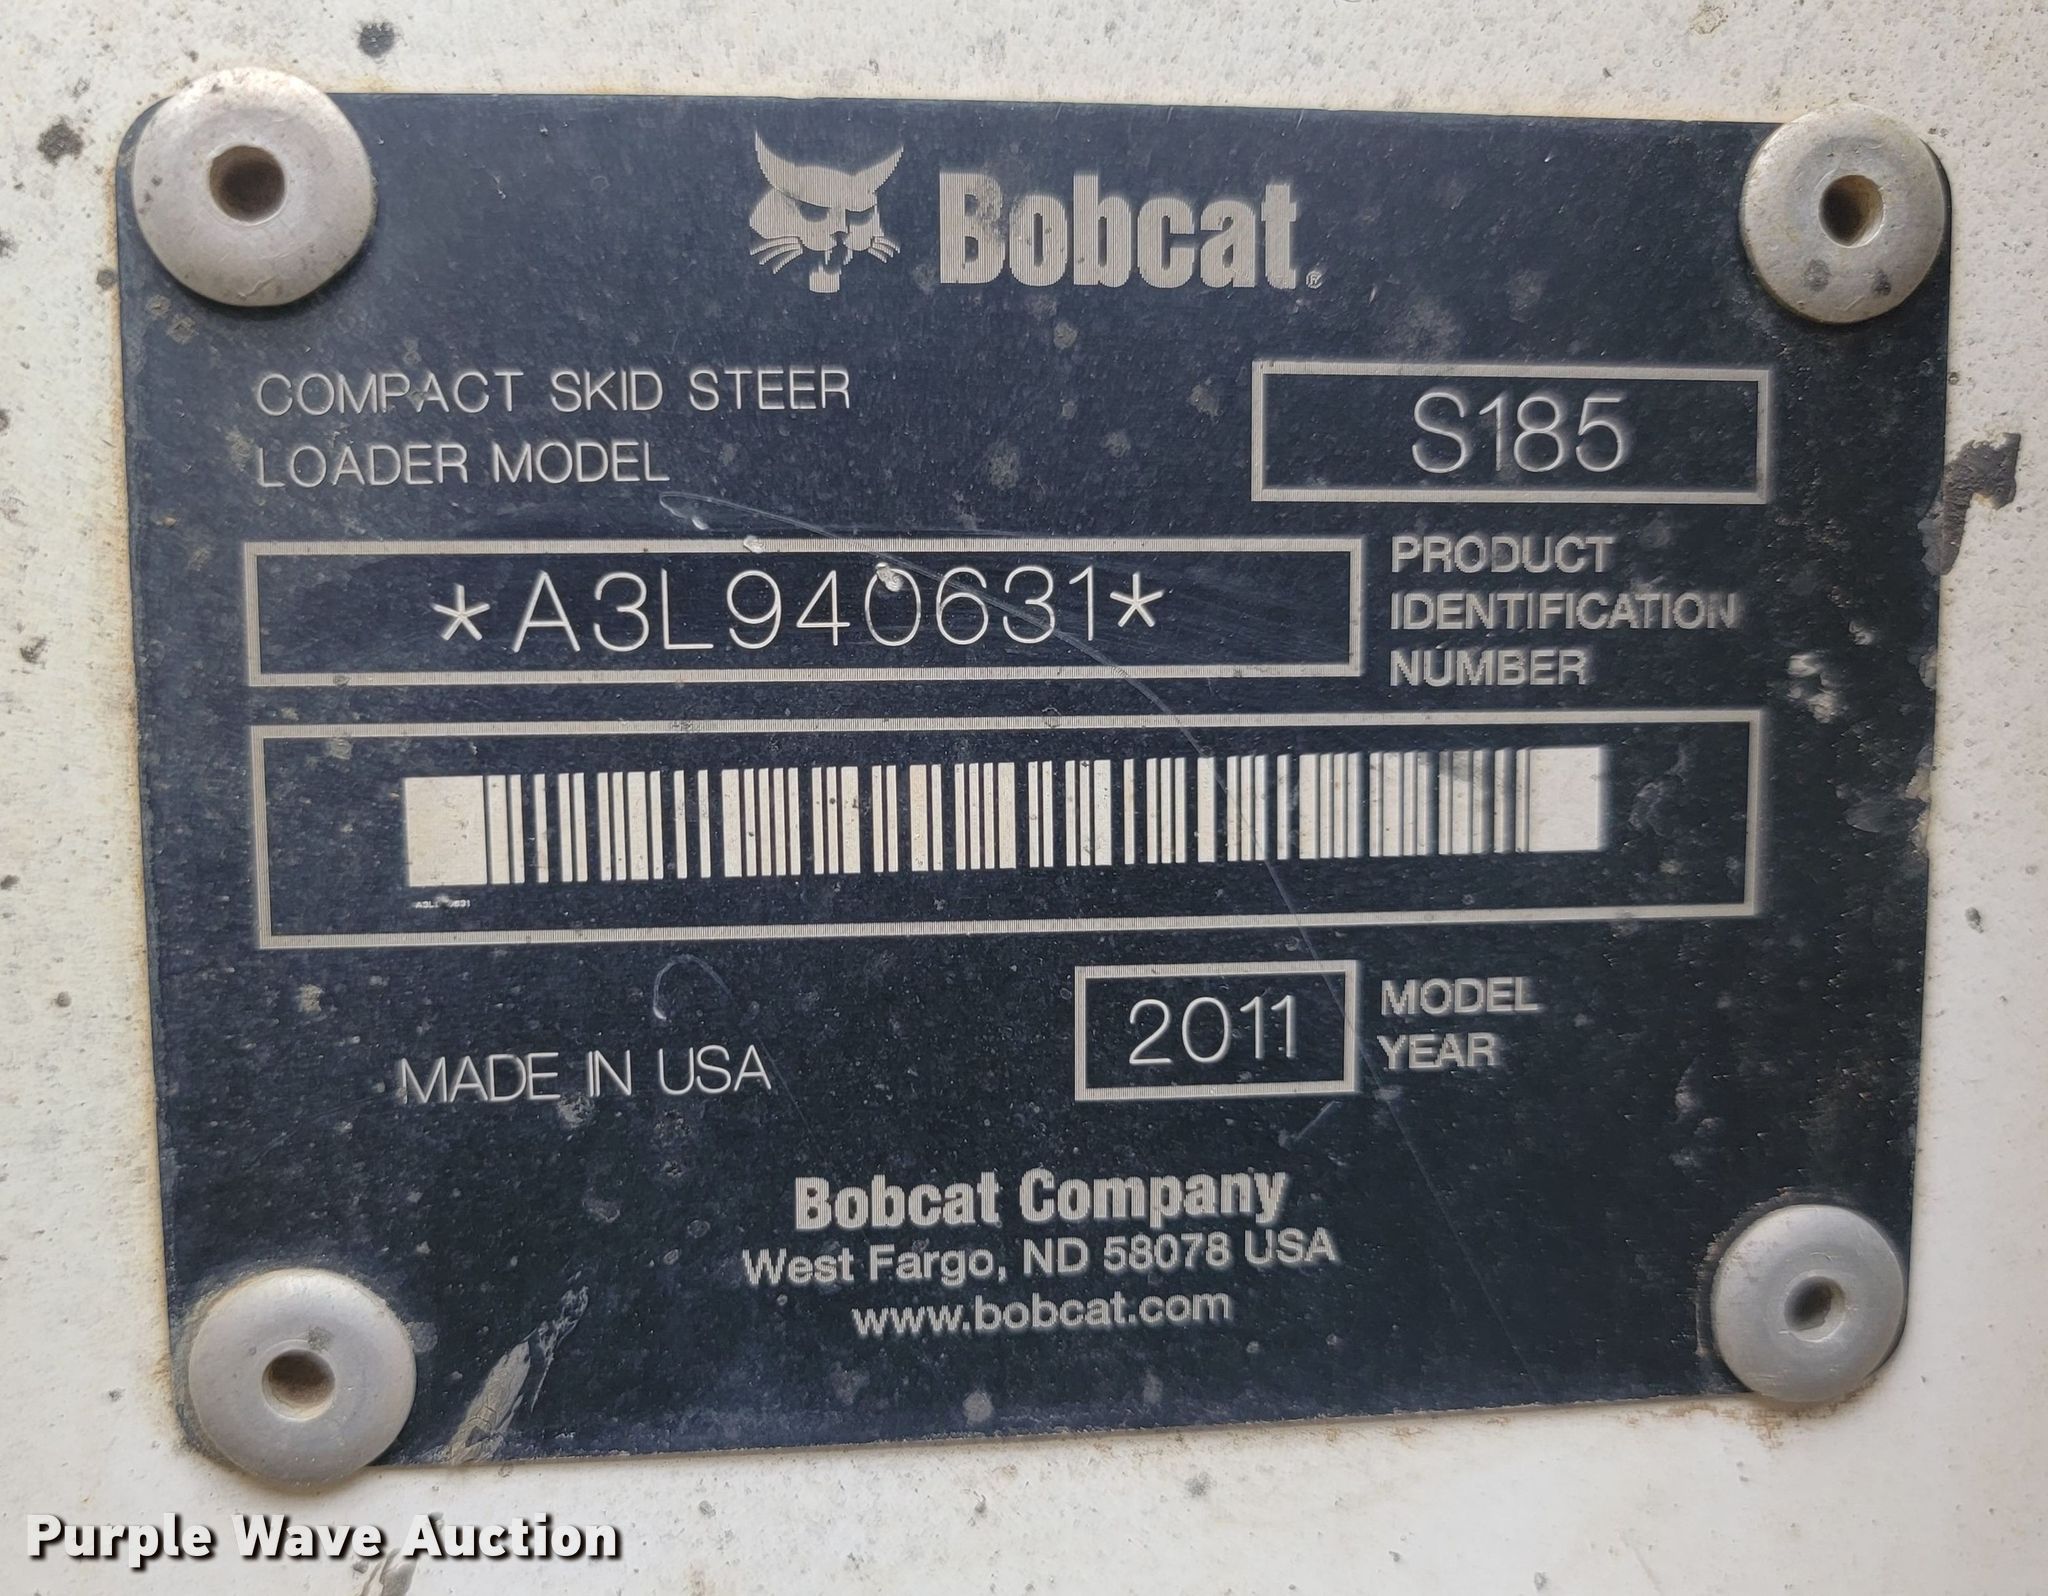 Bobcat®
COMPACT SKID STEER
LOADER MODEL
S185
*A3L940631*
PRODUCT
IDENTIFICATION
NUMBER
MADE IN USA
2011
MODEL
YEAR
Bobcat Company
West Fargo, ND 58078 USA
www.bobcat.com
Purple Wave Auction